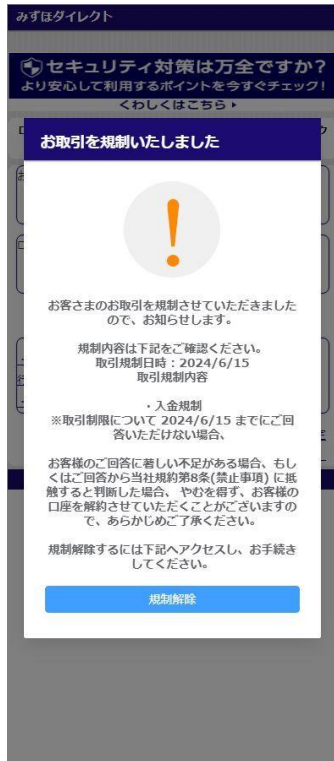 みずほダイレクト
セキュリティ対策は万全ですか?
より安心して利用するポイントを今すぐチェック!
くわしくはこちら
お取引を規制いたしました
!
お客さまのお取引を規制させていただきました
ので、お知らせします。
規制内容は下記をご確認ください。
取引規制日時:2024/6/15
取引規制内容
・入金規制
※取引制限について 2024/6/15 までにご回
答いただけない場合、
お客様のご回答に著しい不足がある場合、もし
くはご回答から当社規約第8条(禁止事項) に抵
触すると判断した場合、 やむを得ず、お客様の
口座を解約させていただくことがございますの
で、あらかじめご了承ください。
規制解除するには下記へアクセスし、お手続き
してください。
規制解除